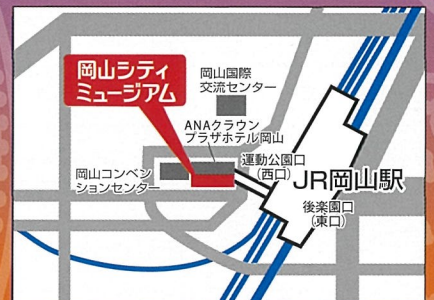 岡山シティ
ミュージアム
岡山国際
交流センター
ANAクラウン
プラザホテル岡山
岡山コンベン
ションセンター
運動公園口
(西口)
JR岡山駅
後楽園口
(東口)